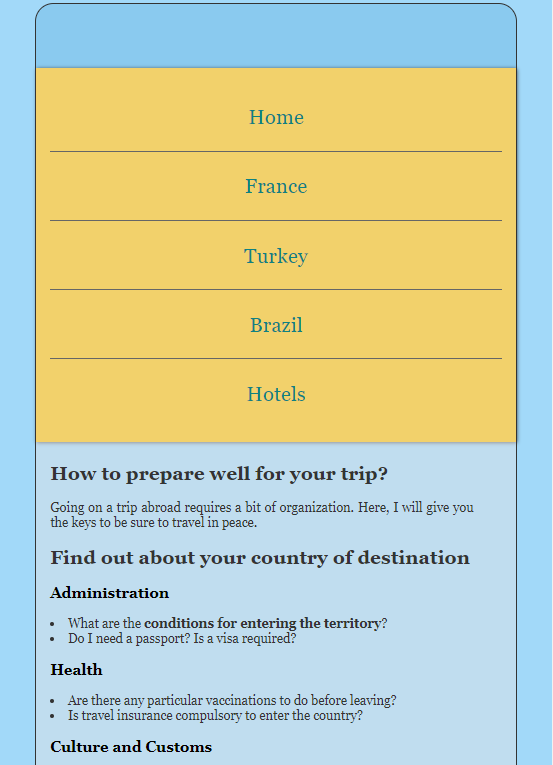 Home
France
Turkey
Brazil
Hotels
How to prepare well for your trip?
Going on a trip abroad requires a bit of organization. Here, I will give you
the keys to be sure to travel in peace.
Find out about your country of destination
Administration
• What are the conditions for entering the territory?
• Do I need a passport? Is a visa required?
Health
• Are there any particular vaccinations to do before leaving?
• Is travel insurance compulsory to enter the country?
Culture and Customs